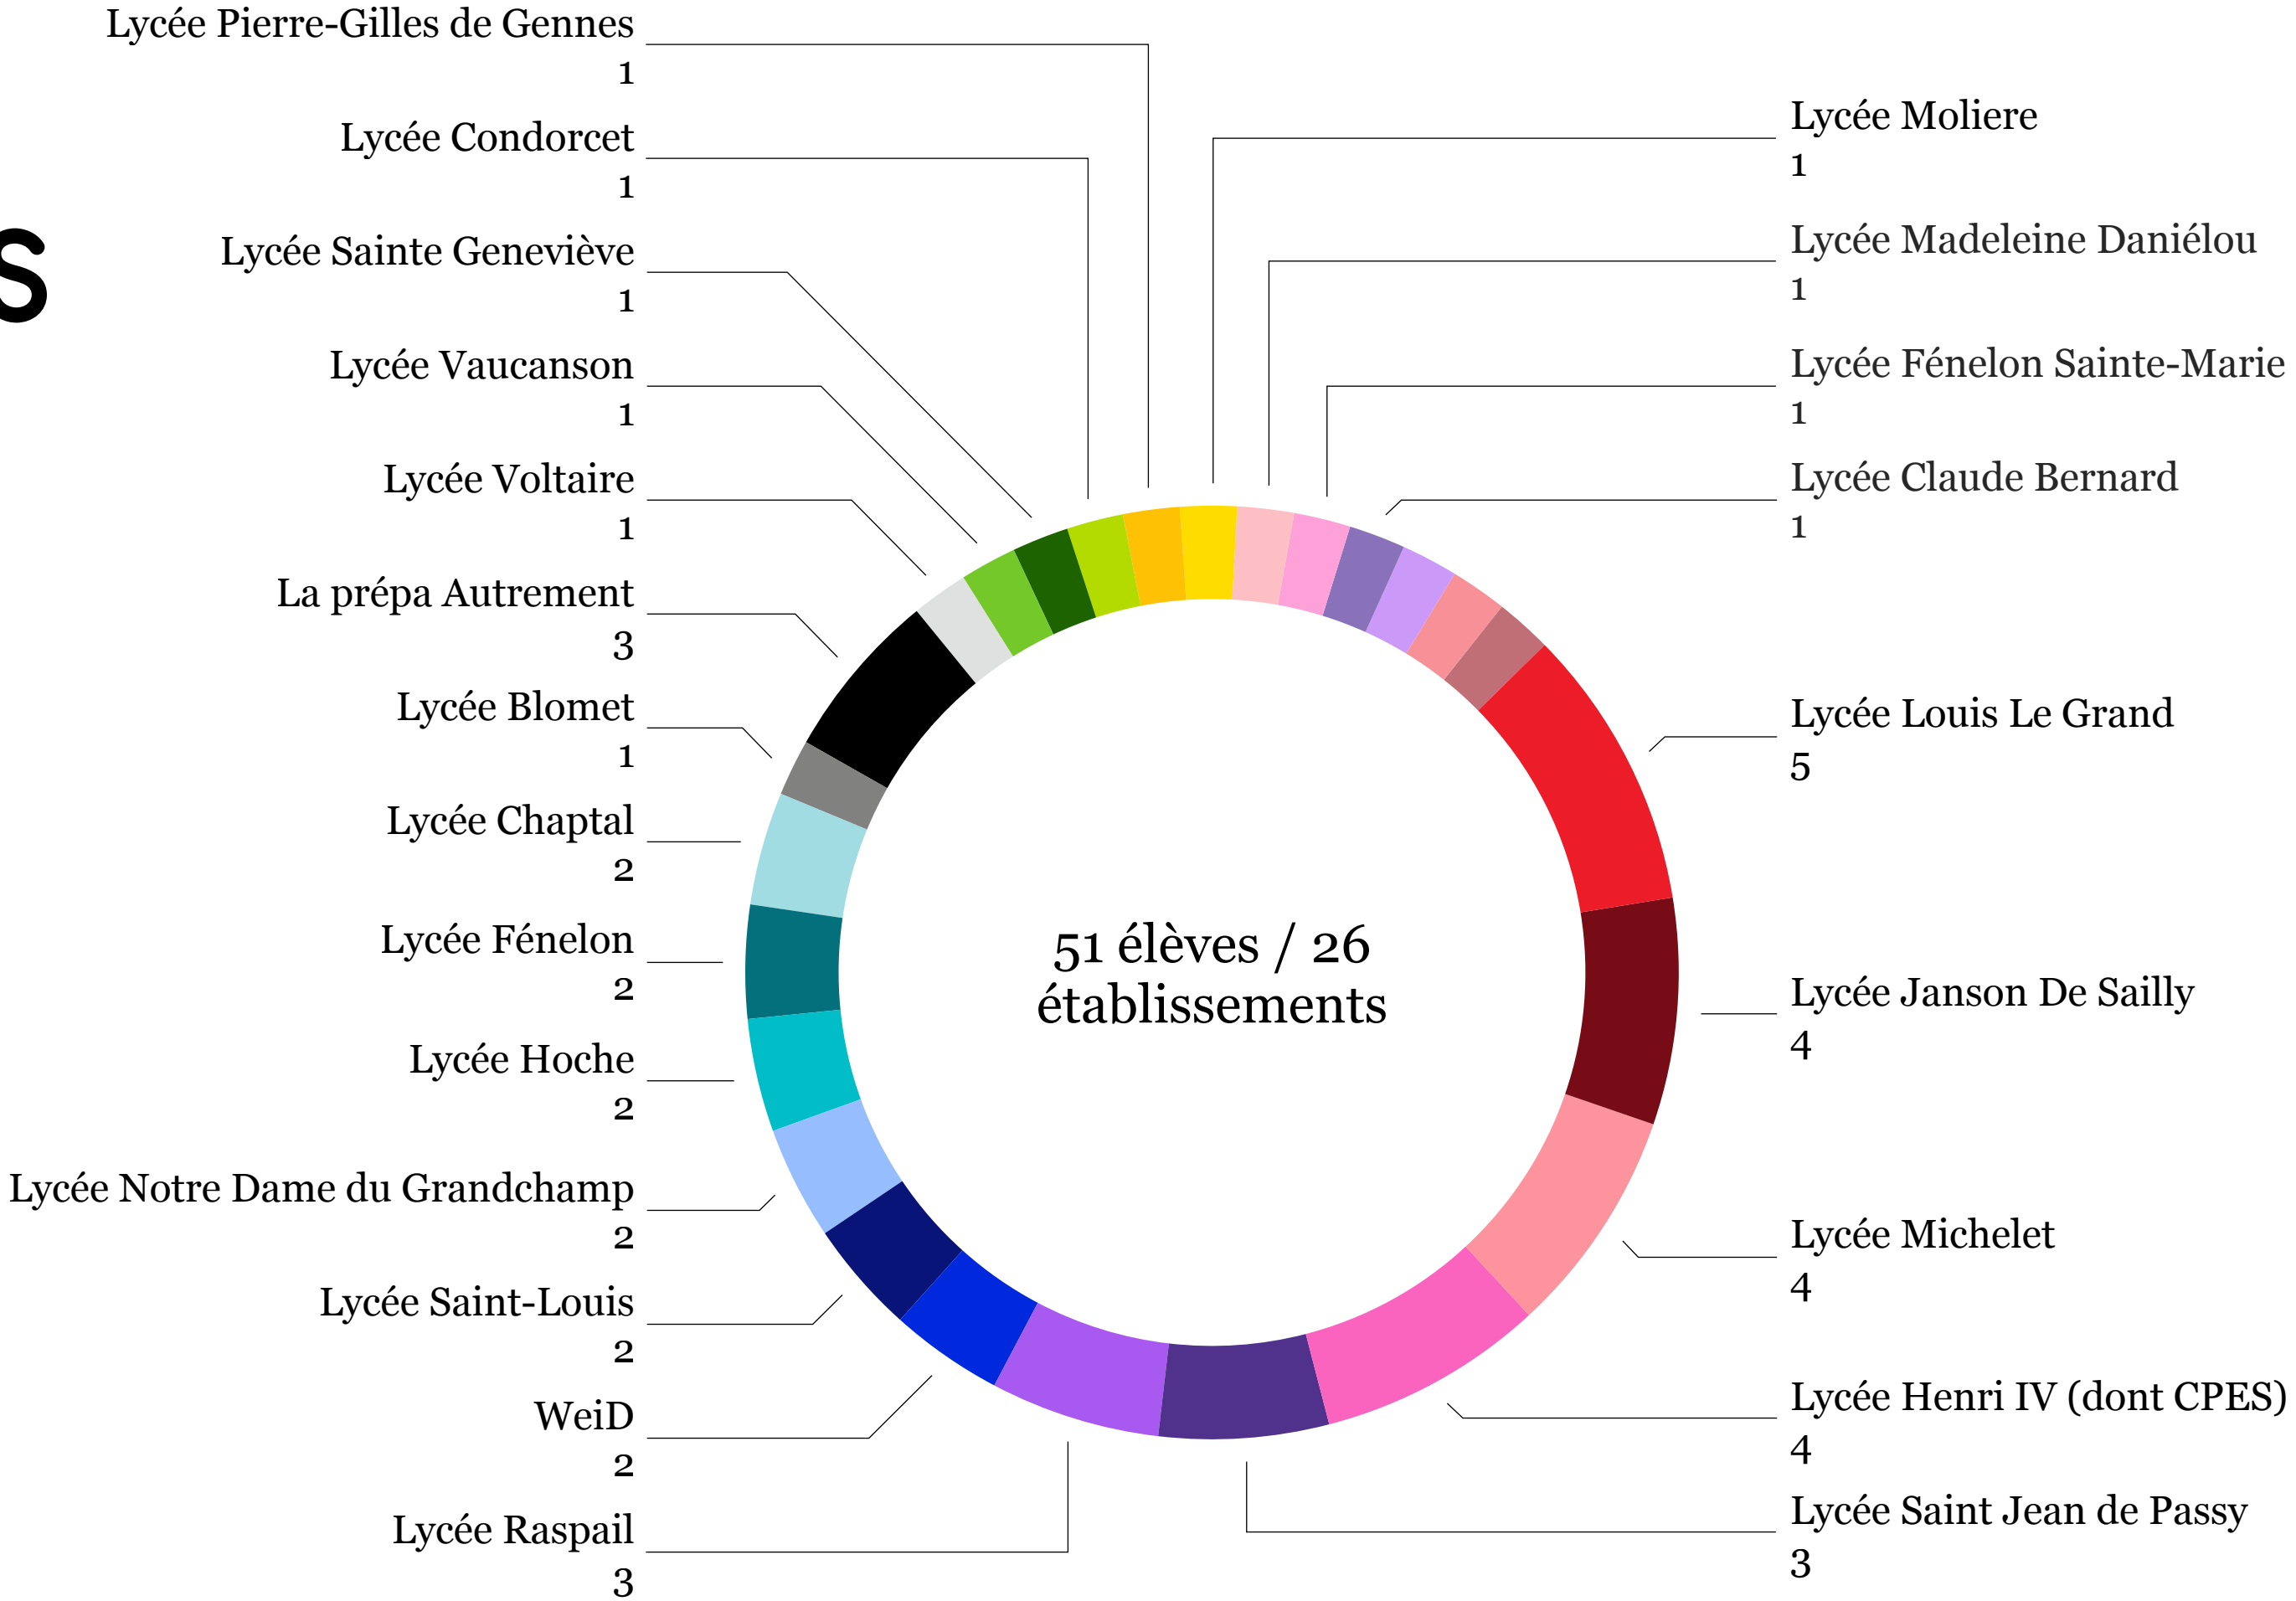 Lycée Pierre-Gilles de Gennes
1
Lycée Condorcet
1
Lycée Sainte Geneviève
1
Lycée Vaucanson
1
Lycée Voltaire
1
La prépa Autrement
3
Lycée Blomet
1
Lycée Chaptal
2
Lycée Fénelon
2
Lycée Hoche
2
Lycée Notre Dame du Grandchamp
2
Lycée Saint-Louis
2
WeiD
2
Lycée Raspail
3
s
51 élèves / 26
établissements
Lycée Moliere
1
Lycée Madeleine Daniélou
1
Lycée Fénelon Sainte-Marie
1
Lycée Claude Bernard
1
Lycée Louis Le Grand
5
Lycée Janson De Sailly
4
Lycée Michelet
4
Lycée Henri IV (dont CPES)
4
Lycée Saint Jean de Passy
3